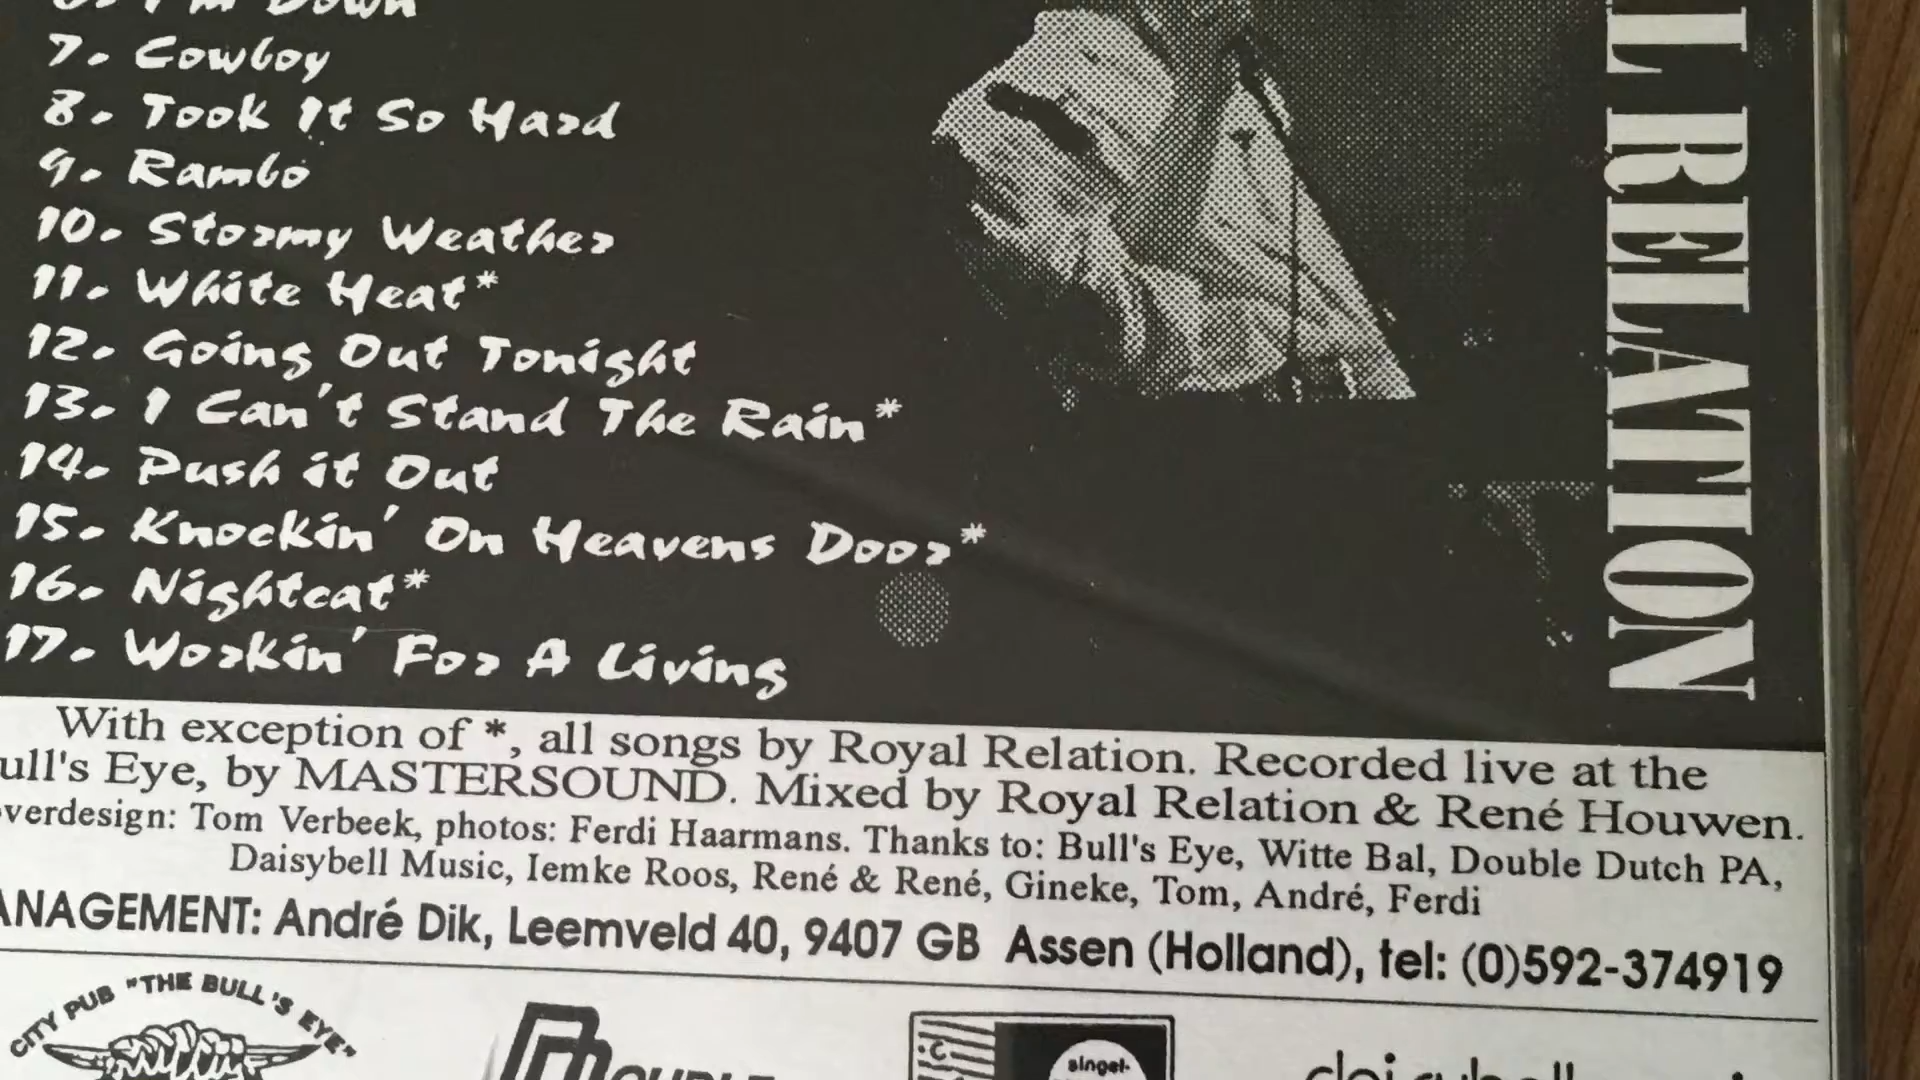 6. I'm Down
7. Cowboy
8. Took It So Hard
9. Rambo
10. Stormy Weather
11. White Heat*
12. Going Out Tonight
13. I Can't Stand The Rain*
14. Push it Out
15. Knockin' On Heavens Door*
16. Nightcat*
17. Workin' For A Living
L RELATION
With exception of *, all songs by Royal Relation. Recorded live at the
ull's Eye, by MASTERSOUND. Mixed by Royal Relation & René Houwen.
verdesign: Tom Verbeek, photos: Ferdi Haarmans. Thanks to: Bull's Eye, Witte Bal, Double Dutch PA,
Daisybell Music, Iemke Roos, René & René, Gineke, Tom, André, Ferdi
ANAGEMENT: André Dik, Leemveld 40, 9407 GB Assen (Holland), tel: (0)592-374919
CITY PUB "THE BULL'S EYE"
DOUBLE
singel-